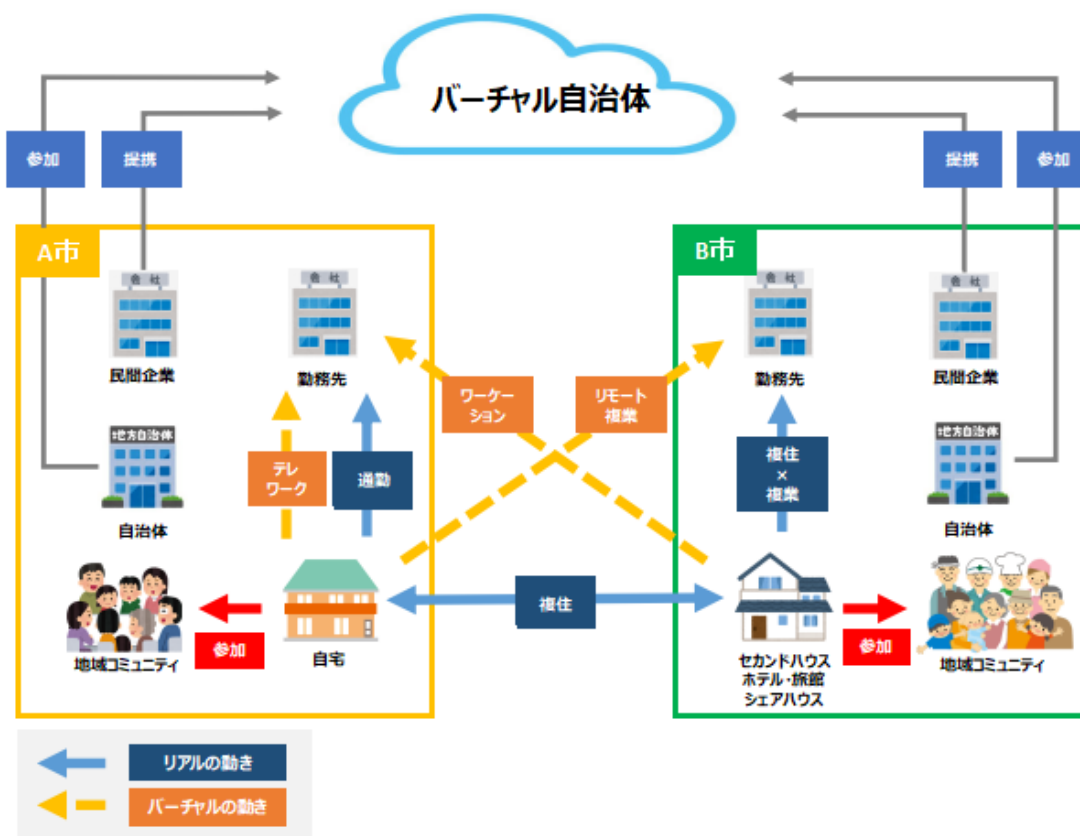 バーチャル自治体
参加
提携
提携
参加
A市
B市
会社
会社
会社
会社
民間企業
勤務先
勤務先
民間企業
ワーケー
ション
リモート
複業
地方自治体
地方自治体
テレ
ワーク
通勤
複住
×
複業
自治体
自治体
複住
参加
参加
地域コミュニティ
自宅
セカンドハウス
ホテル・旅館
シェアハウス
地域コミュニティ
リアルの動き
バーチャルの動き